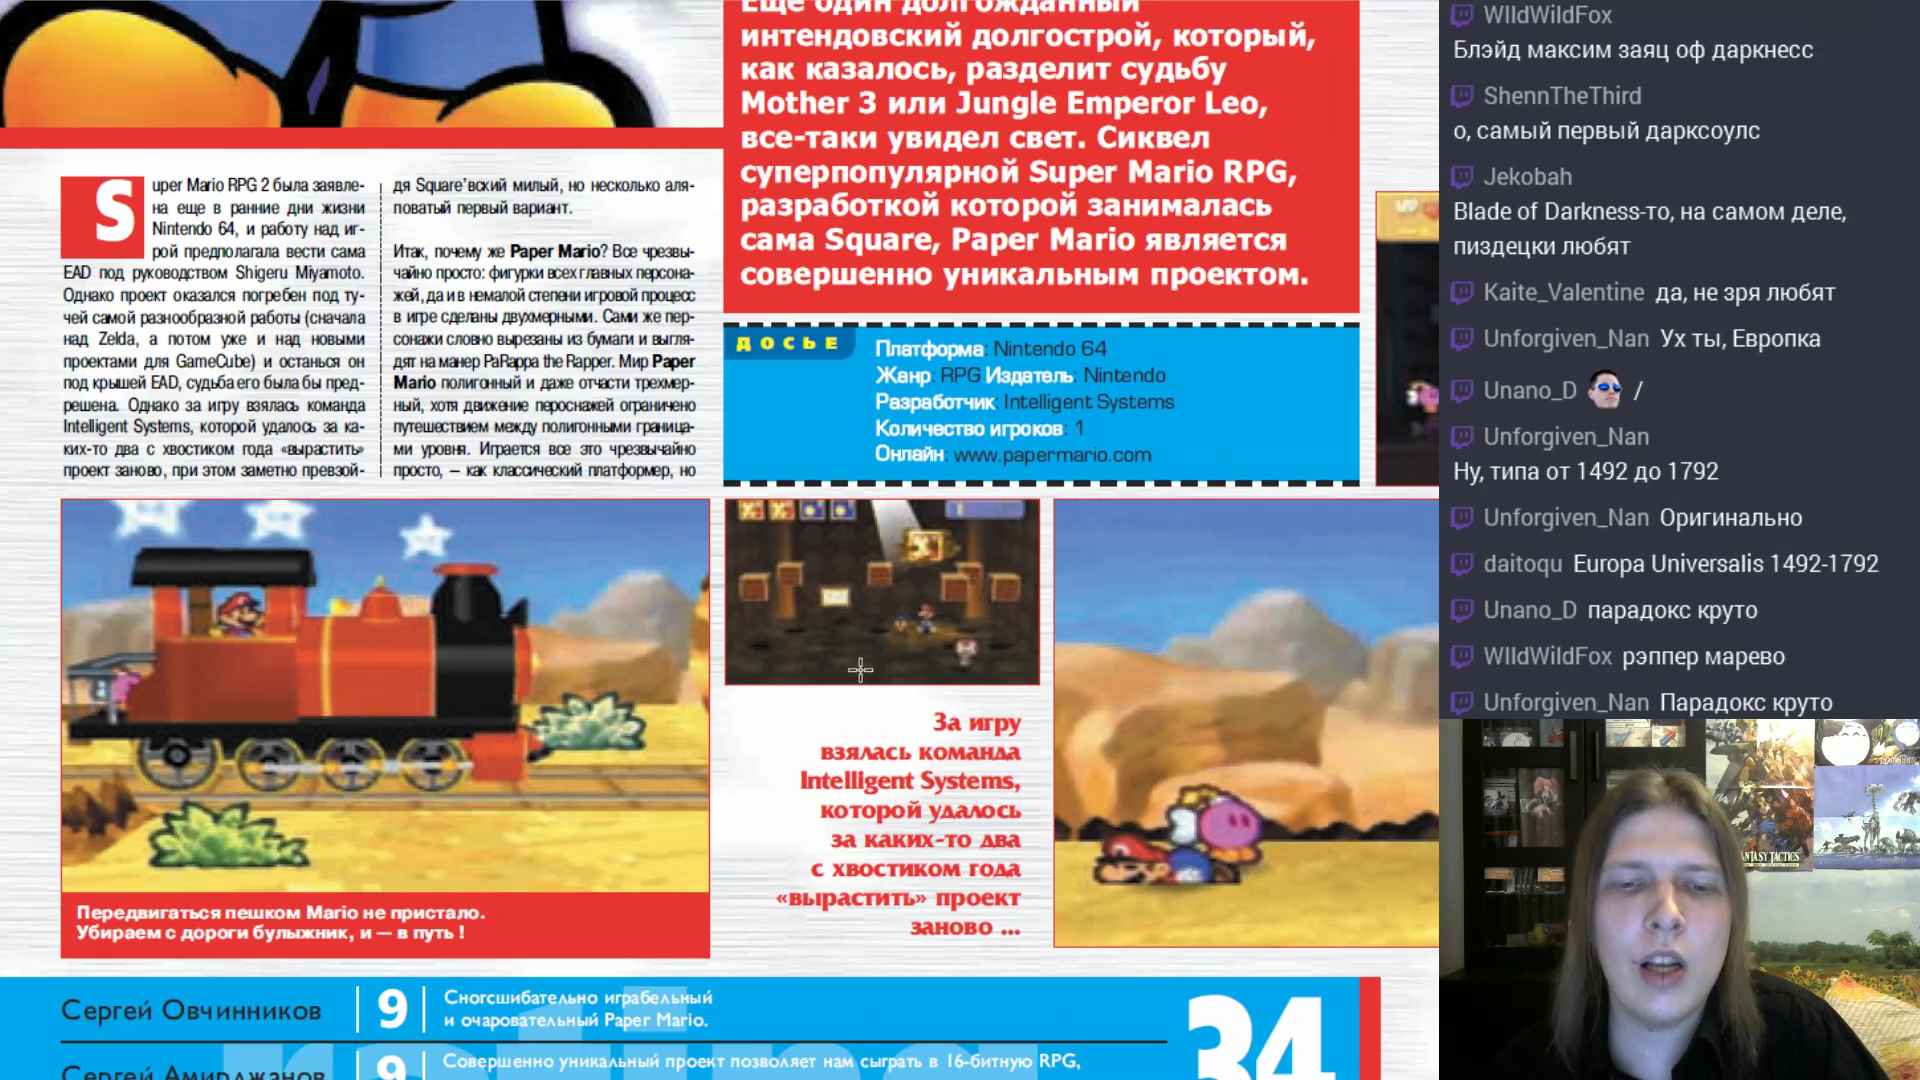 Еще один долгожданный
интендовский долгострой, который,
как казалось, разделит судьбу
Mother 3 или Jungle Emperor Leo,
все-таки увидел свет. Сиквел
суперпопулярной Super Mario RPG,
разработкой которой занималась
сама Square, Paper Mario является
совершенно уникальным проектом.
Super Mario RPG 2 была заявле-
на еще в ранние дни жизни
Nintendo 64, и работу над иг-
рой предполагала вести сама
EAD под руководством Shigeru Miyamoto.
Однако проект оказался погребен под ту-
чей самой разнообразной работы (сначала
над Zelda, а потом уже и над новыми
проектами для GameCube) и останься он
под крышей EAD, судьба его была бы пред-
решена. Однако за игру взялась команда
Intelligent Systems, которой удалось за ка-
ких-то два с хвостиком года «вырастить»
проект заново, при этом заметно превзой-
дя Square'вский милый, но несколько аля-
поватый первый вариант.
Итак, почему же Paper Mario? Все чрезвы-
чайно просто: фигурки всех главных персона-
жей, да и в немалой степени игровой процесс
в игре сделаны двухмерными. Сами же пер-
сонажи словно вырезаны из бумаги и выгля-
дят на манер PaRappa the Rapper. Мир Paper
Mario полигонный и даже отчасти трехмер-
ный, хотя движение пероснажей ограничено
путешествием между полигонными граница-
ми уровня. Играется все это чрезвычайно
просто, — как классический платформер, но
ДОСЬЕ
Платформа: Nintendo 64
Жанр: RPG Издатель: Nintendo
Разработчик: Intelligent Systems
Количество игроков: 1
Онлайн: www.papermario.com
За игру
взялась команда
Intelligent Systems,
которой удалось
за каких-то два
с хвостиком года
«вырастить» проект
заново ...
Передвигаться пешком Mario не пристало.
Убираем с дороги булыжник, и — в путь !
Сергей Овчинников 9 Сногсшибательно играбельный
и очаровательный Paper Mario.
34
Сергей Амирджанов 9 Совершенно уникальный проект позволяет нам сыграть в 16-битную RPG,
WIldWildFox
Блэйд максим заяц оф даркнесс
ShennTheThird
о, самый первый дарксоулс
Jekobah
Blade of Darkness-то, на самом деле,
пиздецки любят
Kaite_Valentine да, не зря любят
Unforgiven_Nan Ух ты, Европка
Unano_D /
Unforgiven_Nan
Ну, типа от 1492 до 1792
Unforgiven_Nan Оригинально
daitoqu Europa Universalis 1492-1792
Unano_D парадокс круто
WIldWildFox рэппер марево
Unforgiven_Nan Парадокс круто